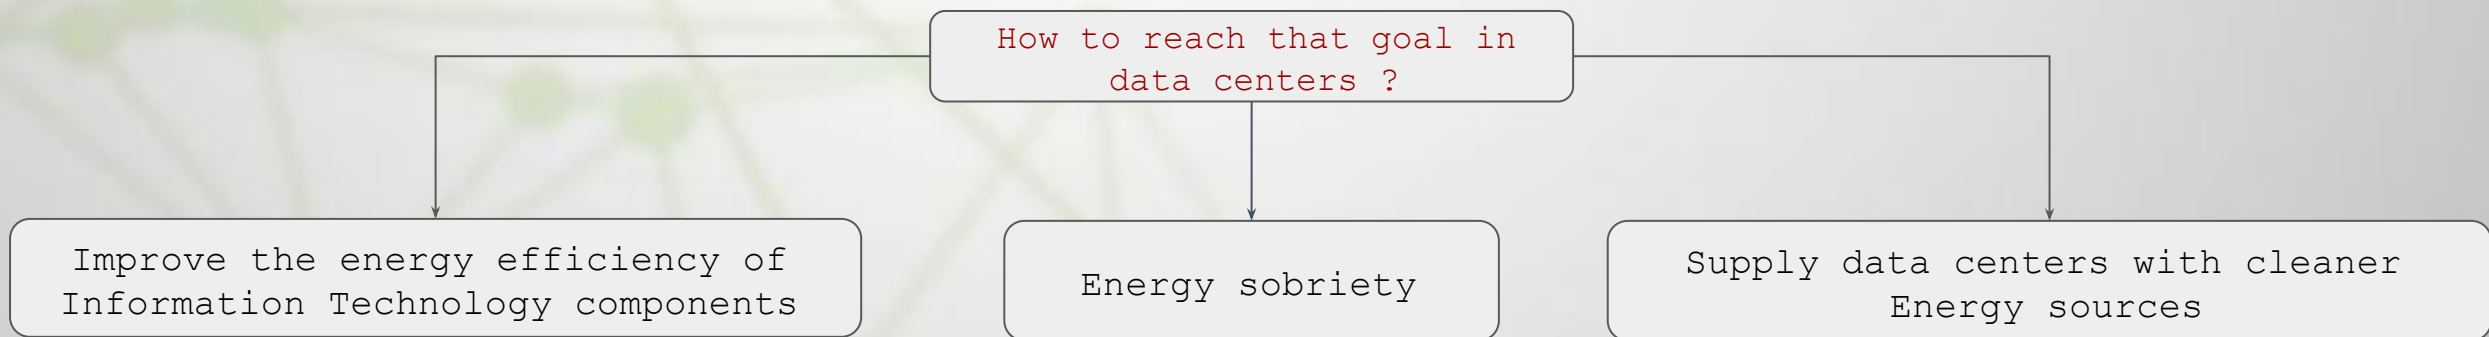 How to reach that goal in
data centers ?
Improve the energy efficiency of
Information Technology components
Energy sobriety
Supply data centers with cleaner
Energy sources